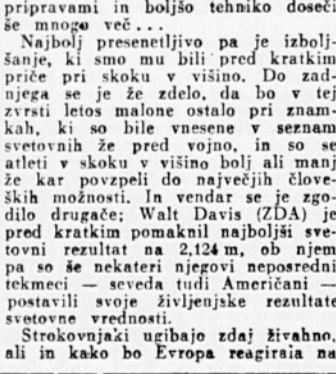 pripravami in boljšo tehniko doseči
še mnogo več ...
Najbolj presenetljivo pa je izbolj-
šanje, ki smo mu bili pred kratkim
priče pri skoku v višino. Do zad-
njega se je že zdelo, da bo v tej
zvrsti letos malone ostalo pri znam-
kah, ki so bile vnesene v seznam
svetovnih že pred vojno, in so se
atleti v skoku v višino bolj ali manj
že kar povzpeli do največjih člove-
ških možnosti. In vendar se je zgo-
dilo drugače; Walt Davis (ZDA) je
pred kratkim pomaknil najboljši sve-
tovni rezultat na 2,124 m, ob njem
pa so še nekateri njegovi neposredni
tekmeci — seveda tudi Američani —
postavili svoje življenjske rezultate
svetovne vrednosti.
Strokovnjaki ugibajo zdaj živahno,
ali in kako bo Evropa reagirala na